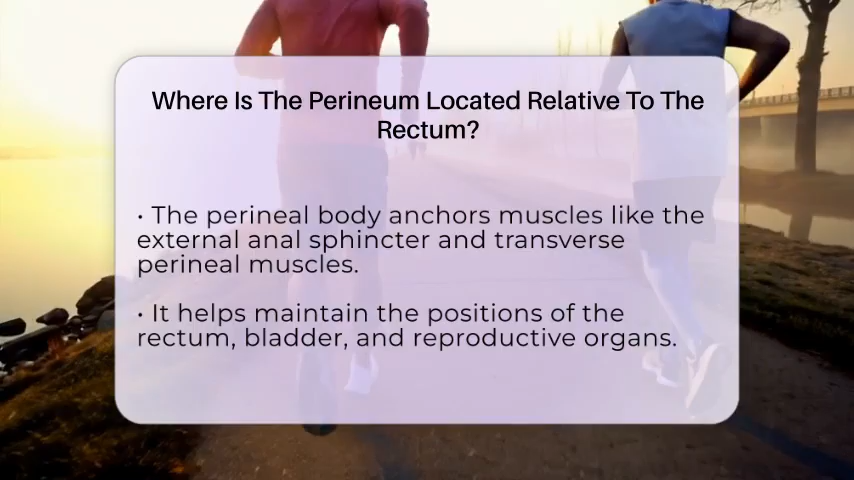 Where Is The Perineum Located Relative To The
Rectum?
• The perineal body anchors muscles like the
external anal sphincter and transverse
perineal muscles.
• It helps maintain the positions of the
rectum, bladder, and reproductive organs.